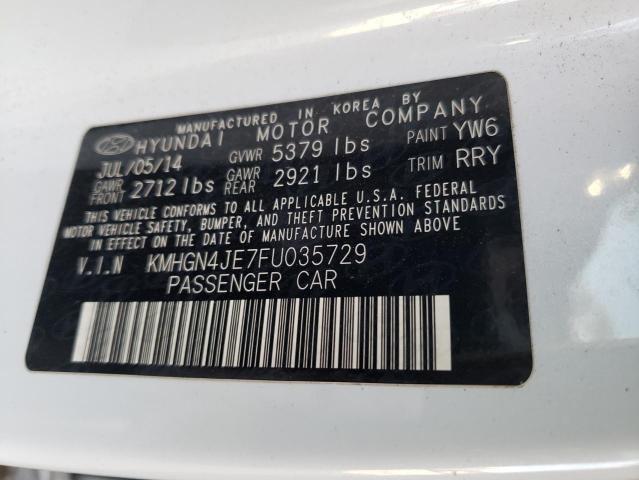 MANUFACTURED IN KOREA BY
HYUNDAI MOTOR COMPANY
JUL/05/14 GVWR 5379 lbs PAINT YW6
GAWR FRONT 2712 lbs GAWR REAR 2921 lbs TRIM RRY
THIS VEHICLE CONFORMS TO ALL APPLICABLE U.S.A. FEDERAL
MOTOR VEHICLE SAFETY, BUMPER, AND THEFT PREVENTION STANDARDS
IN EFFECT ON THE DATE OF MANUFACTURE SHOWN ABOVE
V.I.N KMHGN4JE7FU035729
PASSENGER CAR